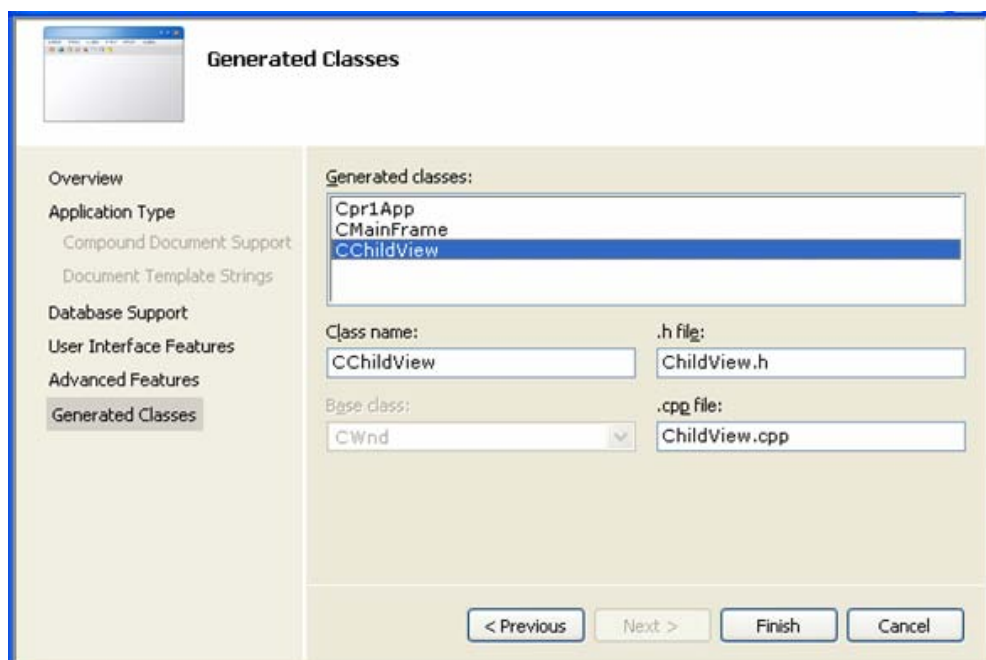 Generated Classes
Overview
Application Type
Compound Document Support
Document Template Strings
Database Support
User Interface Features
Advanced Features
Generated Classes
Generated classes:
Cpr1App
CMainFrame
CChildView
Class name:
.h file:
CChildView
ChildView.h
Base class:
.cpp file:
CWnd
ChildView.cpp
< Previous
Next >
Finish
Cancel